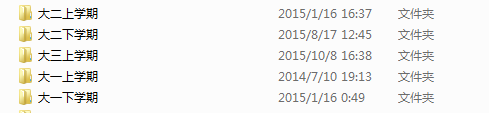 大二上学期 2015/1/16 16:37 文件夹
大二下学期 2015/8/17 12:45 文件夹
大三上学期 2015/10/8 16:38 文件夹
大一上学期 2014/7/10 19:13 文件夹
大一下学期 2015/1/16 0:49 文件夹